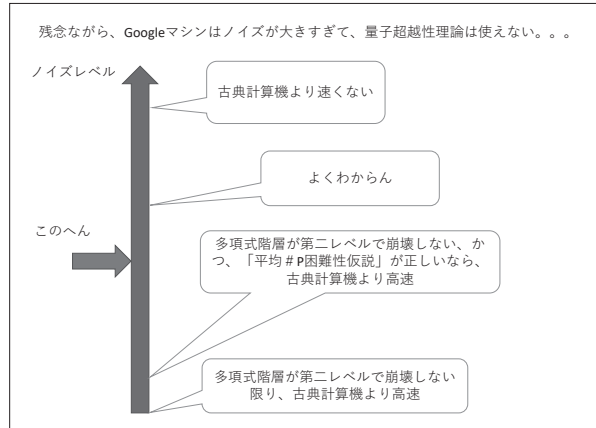 残念ながら、Googleマシンはノイズが大きすぎて、量子超越性理論は使えない。。。
ノイズレベル
古典計算機より速くない
よくわからん
このへん
多項式階層が第二レベルで崩壊しない、か
つ、「平均＃P困難性仮説」が正しいなら、
古典計算機より高速
多項式階層が第二レベルで崩壊しない
限り、古典計算機より高速